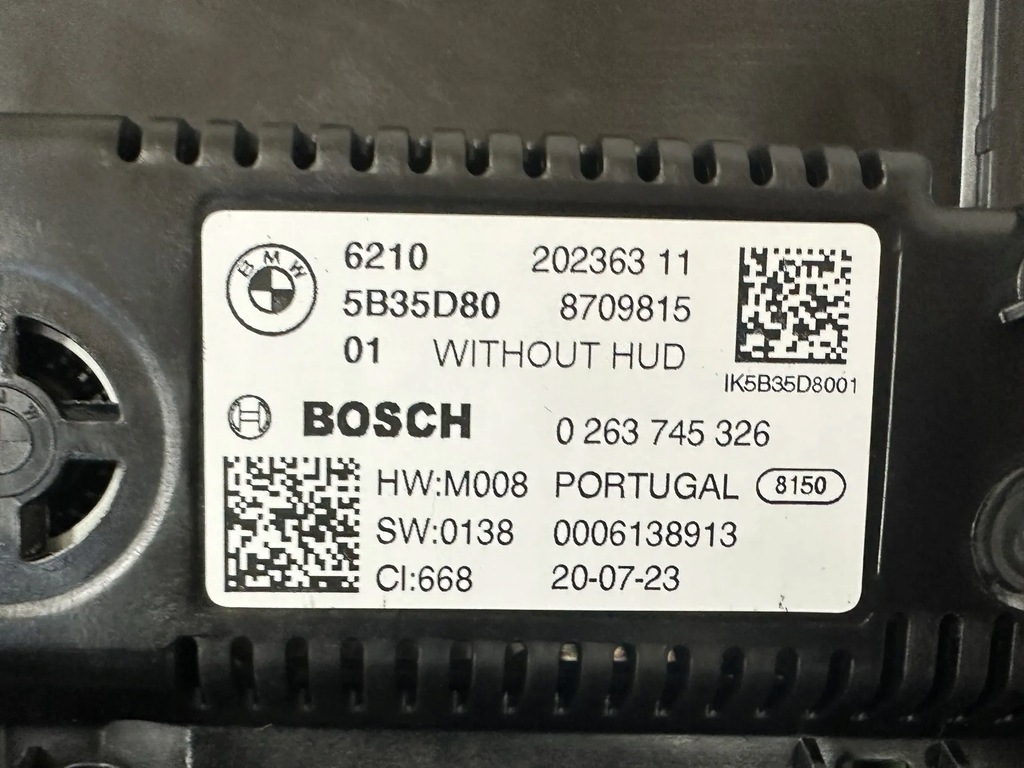 BMW
6210 202363 11
5B35D80 8709815
01 WITHOUT HUD
IK5B35D8001
BOSCH 0 263 745 326
HW:M008 PORTUGAL 8150
SW:0138 0006138913
CI:668 20-07-23